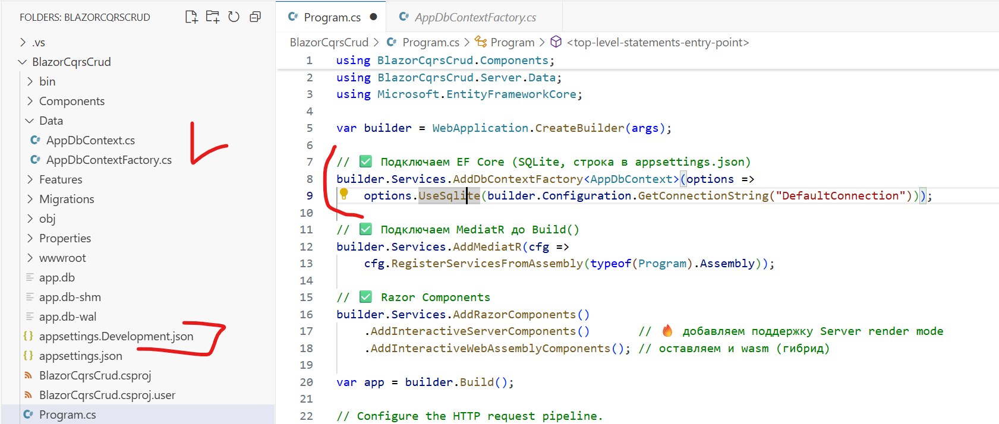 FOLDERS: BLAZORCQRSCRUD
.vs
BlazorCqrsCrud
bin
Components
Data
AppDbContext.cs
AppDbContextFactory.cs
Features
Migrations
obj
Properties
wwwroot
app.db
app.db-shm
app.db-wal
appsettings.Development.json
appsettings.json
BlazorCqrsCrud.csproj
BlazorCqrsCrud.csproj.user
Program.cs
Program.cs ● AppDbContextFactory.cs
BlazorCqrsCrud > Program.cs > Program > <top-level-statements-entry-point>
1 using BlazorCqrsCrud.Components;
2 using BlazorCqrsCrud.Server.Data;
3 using Microsoft.EntityFrameworkCore;
4
5 var builder = WebApplication.CreateBuilder(args);
6
7 // ✅ Подключаем EF Core (SQLite, строка в appsettings.json)
8 builder.Services.AddDbContextFactory<AppDbContext>(options =>
9 options.UseSqlite(builder.Configuration.GetConnectionString("DefaultConnection")));
10
11 // ✅ Подключаем MediatR до Build()
12 builder.Services.AddMediatR(cfg =>
13 cfg.RegisterServicesFromAssembly(typeof(Program).Assembly));
14
15 // ✅ Razor Components
16 builder.Services.AddRazorComponents()
17 .AddInteractiveServerComponents() // 🔥 добавляем поддержку Server render mode
18 .AddInteractiveWebAssemblyComponents(); // оставляем и wasm (гибрид)
19
20 var app = builder.Build();
21
22 // Configure the HTTP request pipeline.